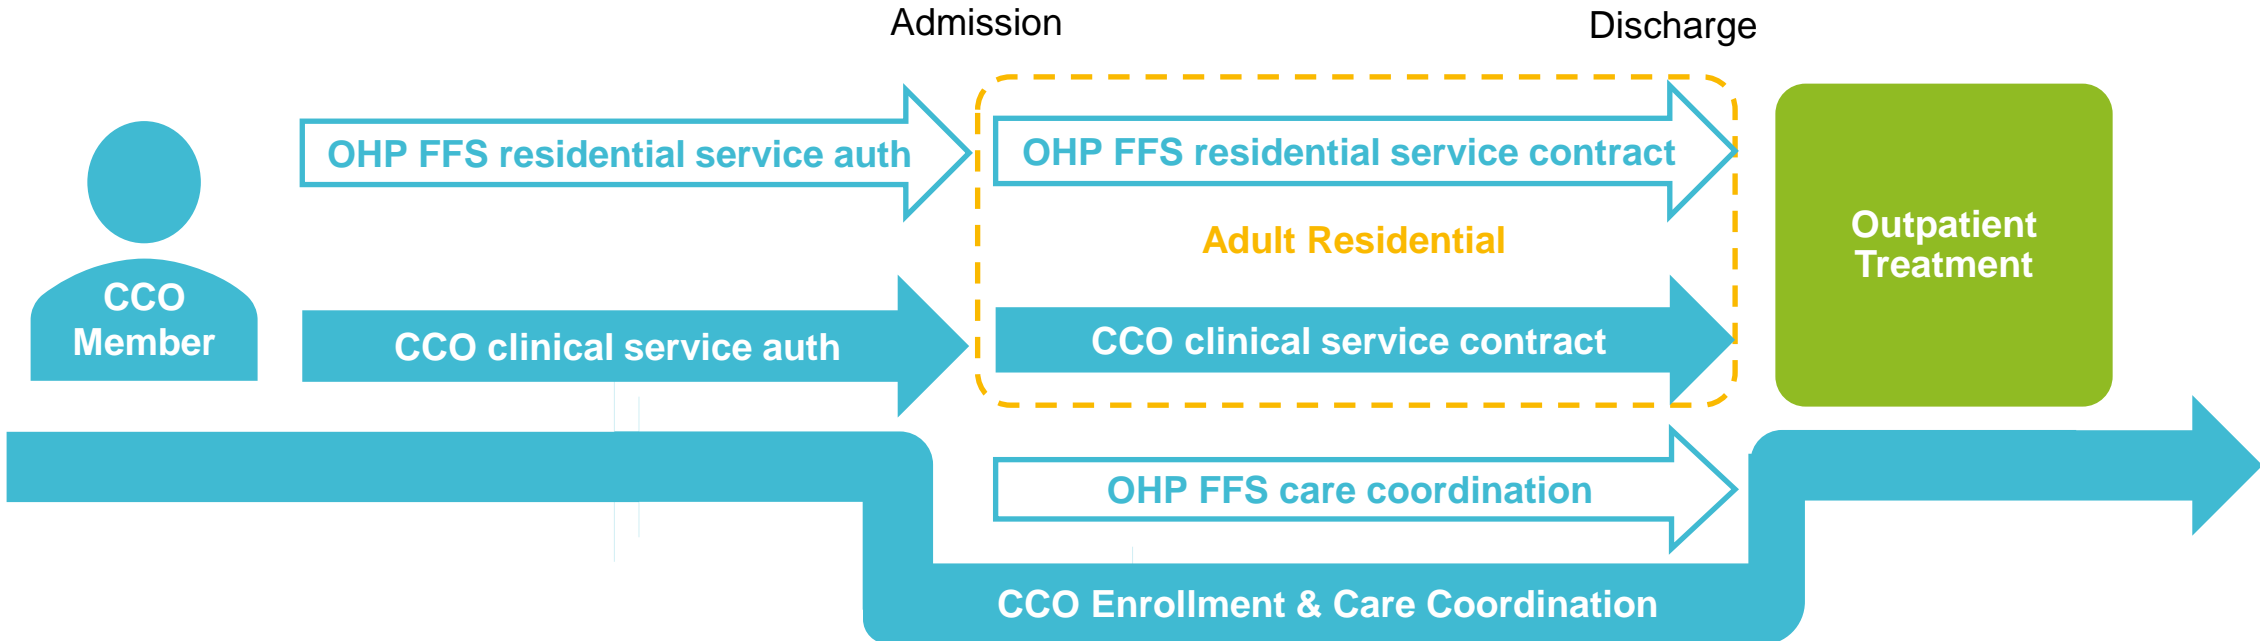 Admission
Discharge
OHP FFS residential service auth
OHP FFS residential service contract
Adult Residential
Outpatient
Treatment
CCO
Member
CCO clinical service auth
CCO clinical service contract
OHP FFS care coordination
CCO Enrollment & Care Coordination